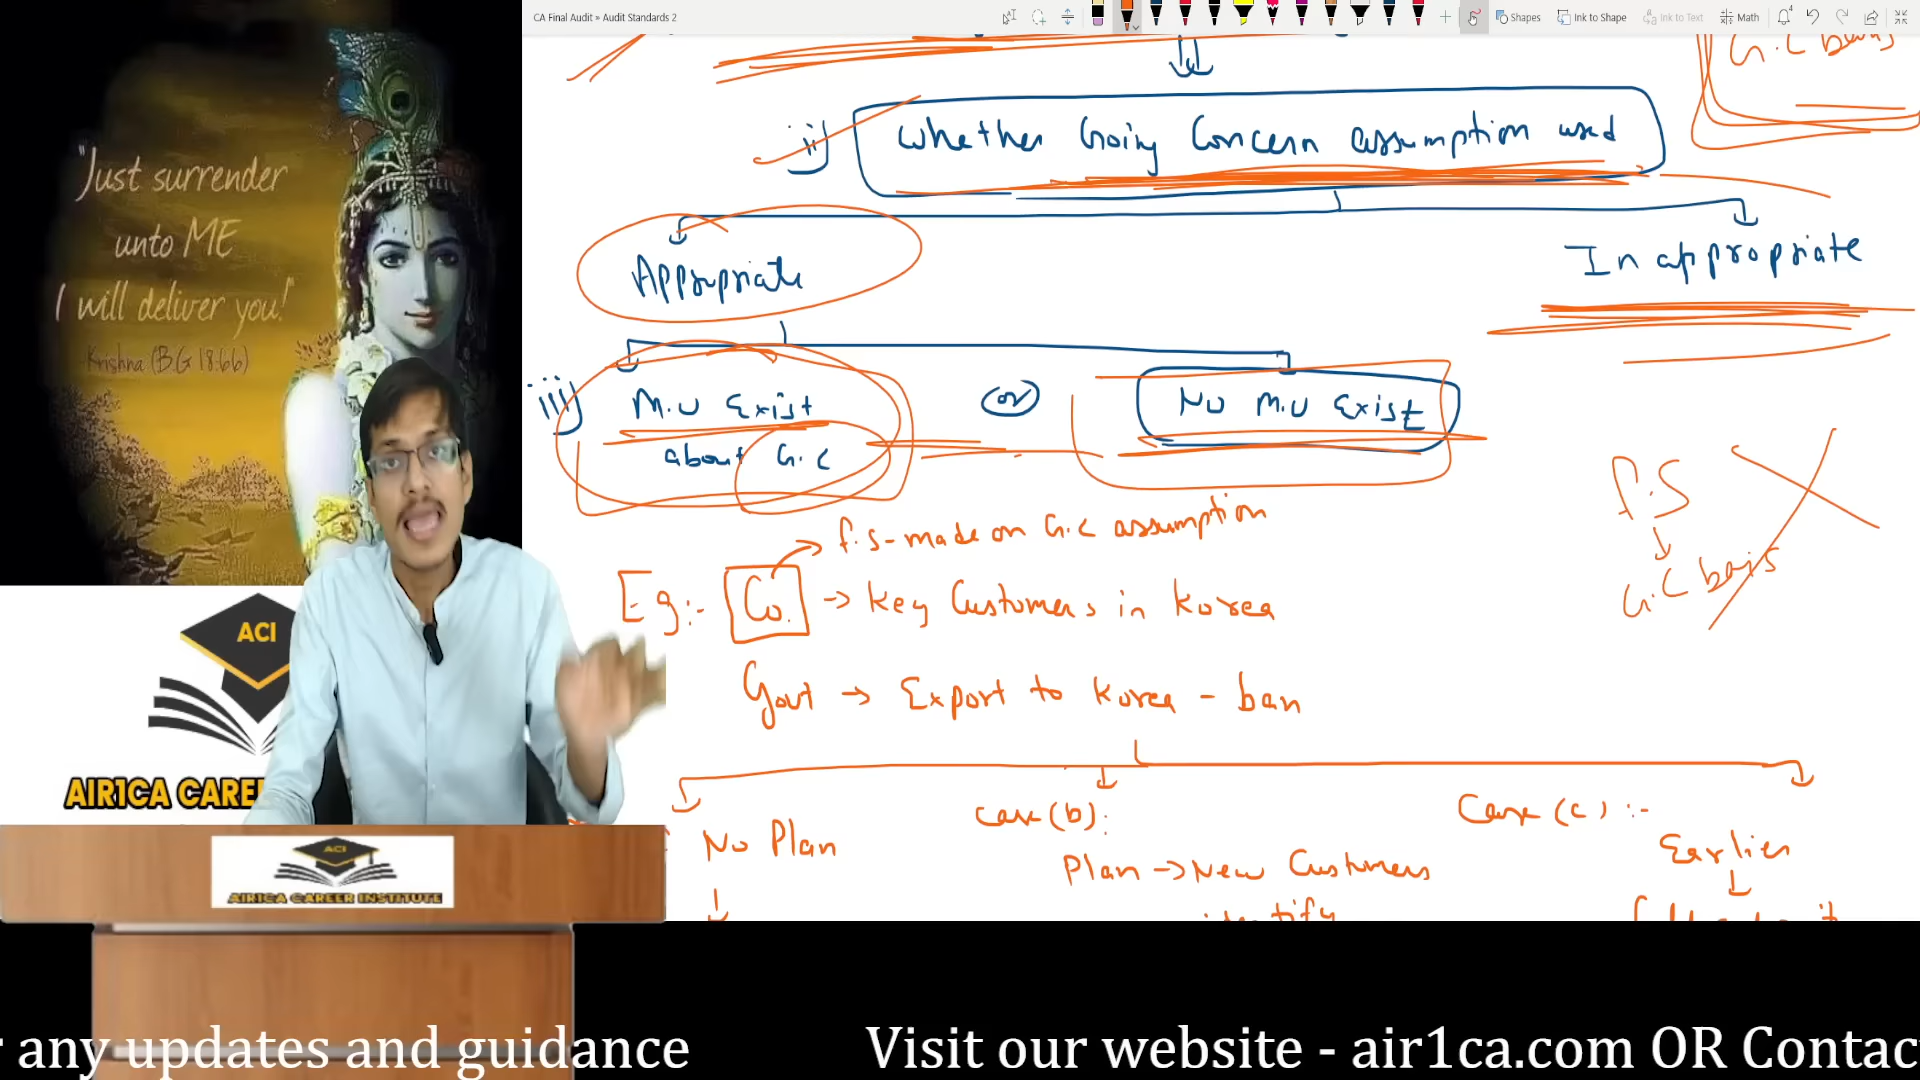 CA Final Audit » Audit Standards 2
Shapes
Ink to Shape
Ink to Text
Math
G.C basis
"Just surrender
unto ME
I will deliver you!"
Krishna (B.G 18:66)
ii) Whether Going Concern assumption used
Appropriate
Inappropriate
iii) M.U Exist
about G.C
or
No M.U Exist
F.S
G.C basis
F.S - made on G.C assumption
Eg:- Co. → Key Customers in Korea
Govt → Export to Korea - ban
No Plan
Case (b):
Plan → New Customers
identify
Case (c) :-
Earlier
ACI
AIR1CA CAREE
ACI
AIR1CA CAREER INSTITUTE
r any updates and guidance
Visit our website - air1ca.com OR Contac